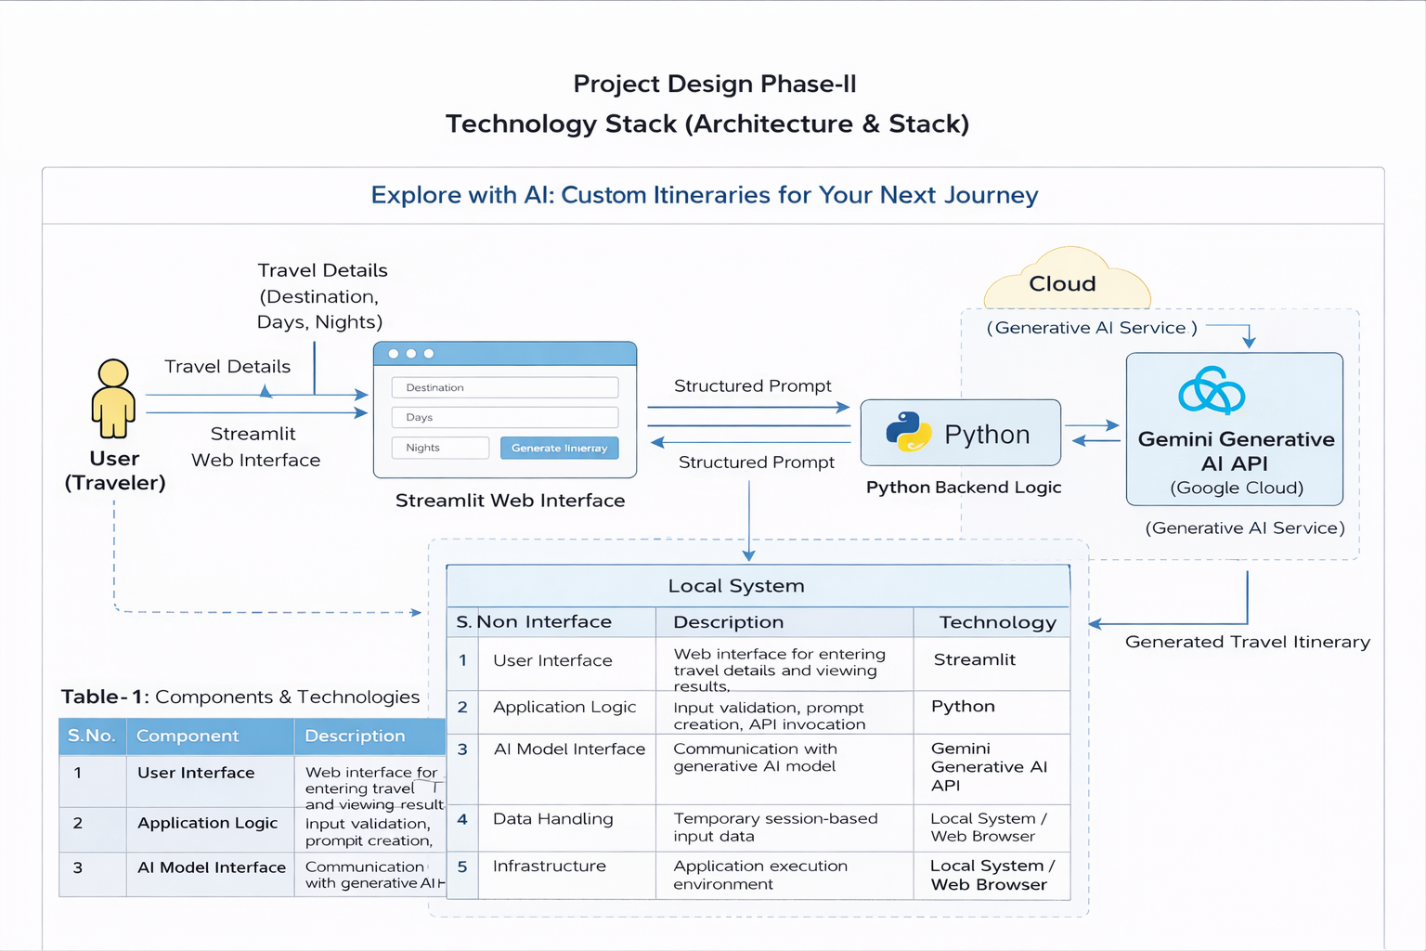 Project Design Phase-II
Technology Stack (Architecture & Stack)
Explore with AI: Custom Itineraries for Your Next Journey
Travel Details
(Destination,
Days, Nights)
Travel Details
Streamlit
Web Interface
User
(Traveler)
Destination
Days
Nights
Generate
Streamlit Web Interface
Structured Prompt
Structured Prompt
Python
Python Backend Logic
Cloud
(Generative AI Service )
Gemini Generative
AI API
(Google Cloud)
(Generative AI Service)
Generated Travel Itinerary
Local System
S. Non Interface Description Technology
1 User Interface Web interface for entering
travel details and viewing
results, Streamlit
2 Application Logic Input validation, prompt
creation, API invocation Python
3 AI Model Interface Communication with
generative AI model Gemini
Generative AI
API
4 Data Handling Temporary session-based
input data Local System /
Web Browser
5 Infrastructure Application execution
environment Local System /
Web Browser
Table-1: Components & Technologies
S.No. Component Description
1 User Interface Web interface for
entering travel
and viewing result
2 Application Logic Input validation,
prompit creation,
3 AI Model Interface Communication
with generative AI